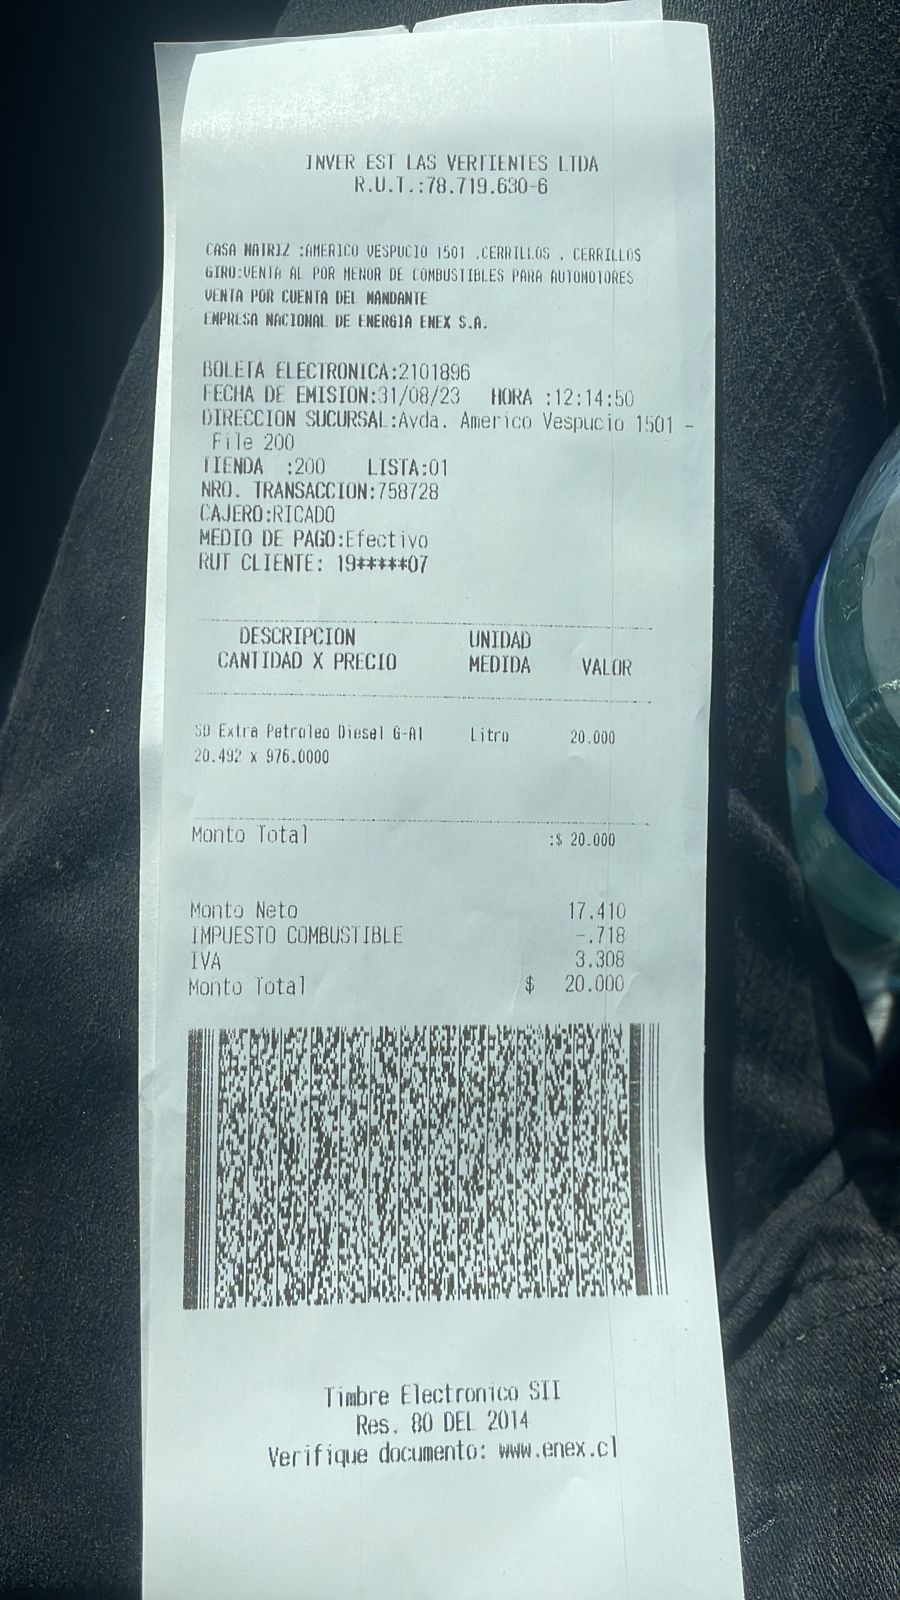 INVER EST LAS VERTIENTES LTDA
R.U.T.:78.719.630-6
CASA MATRIZ :AMERICO VESPUCIO 1501 ,CERRILLOS , CERRILLOS
GIRO:VENTA AL POR MENOR DE COMBUSTIBLES PARA AUTOMOTORES
VENTA POR CUENTA DEL MANDANTE
EMPRESA NACIONAL DE ENERGIA ENEX S.A.
BOLETA ELECTRONICA:2101896
FECHA DE EMISION:31/08/23 HORA :12:14:50
DIRECCION SUCURSAL:Avda. Americo Vespucio 1501 -
File 200
TIENDA :200 LISTA:01
NRO. TRANSACCION:758728
CAJERO:RICADO
MEDIO DE PAGO:Efectivo
RUT CLIENTE: 19*****07
DESCRIPCION UNIDAD
CANTIDAD X PRECIO MEDIDA VALOR
SD Extra Petroleo Diesel G-A1 Litro 20.000
20.492 x 976.0000
Monto Total :$ 20.000
Monto Neto 17.410
IMPUESTO COMBUSTIBLE -.718
IVA 3.308
Monto Total $ 20.000
Timbre Electronico SII
Res. 80 DEL 2014
Verifique documento: www.enex.cl